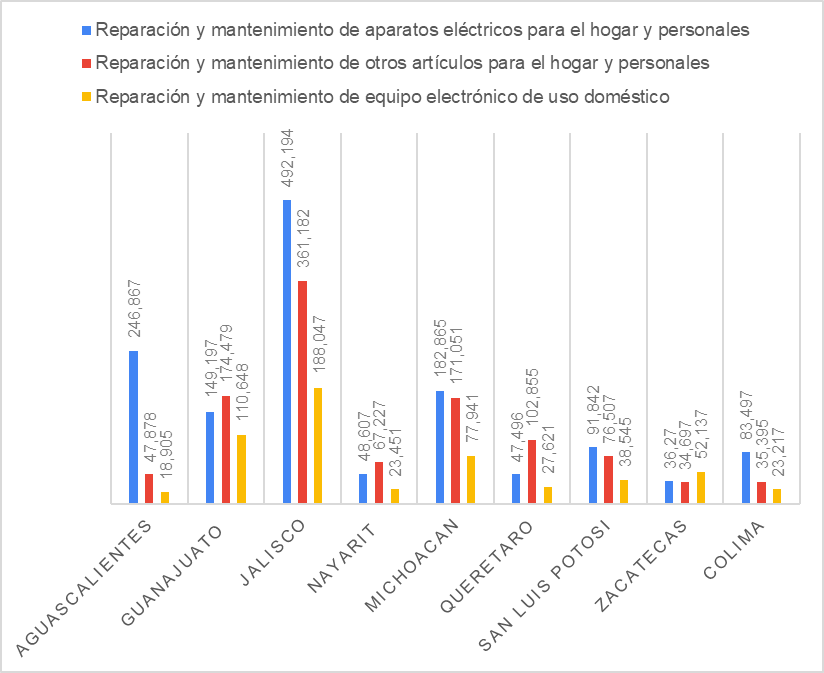 Reparación y mantenimiento de aparatos eléctricos para el hogar y personales
Reparación y mantenimiento de otros artículos para el hogar y personales
Reparación y mantenimiento de equipo electrónico de uso doméstico
246,867
47,878
18,905
149,197
174,479
110,648
492,194
361,182
188,047
48,607
67,227
23,451
182,865
171,051
77,941
47,496
102,855
27,621
91,842
76,507
38,545
36,27
34,697
52,137
83,497
35,395
23,217
AGUASCALIENTES
GUANAJUATO
JALISCO
NAYARIT
MICHOACAN
QUERETARO
SAN LUIS POTOSI
ZACATECAS
COLIMA